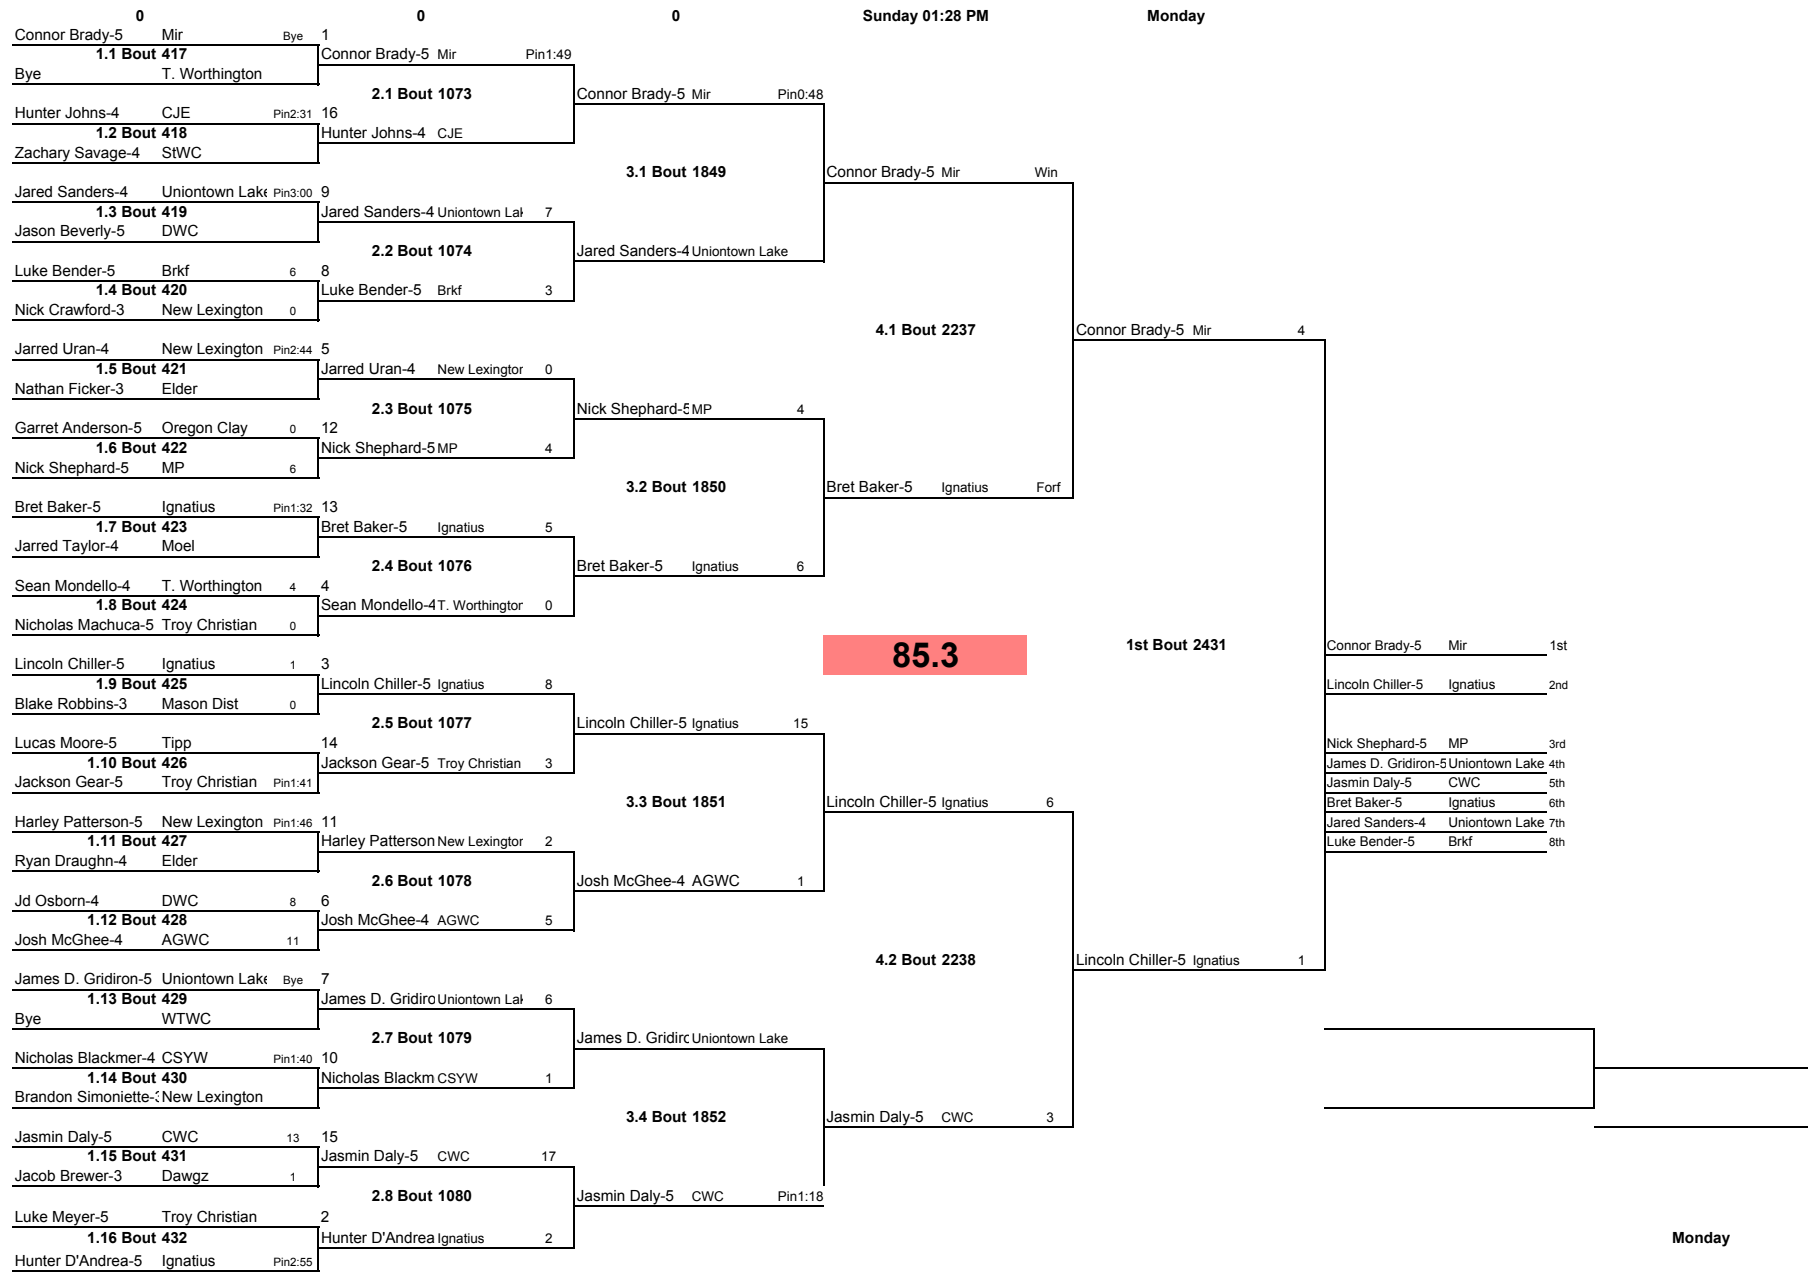 0 0 0 Sunday 01:28 PM Monday
Connor Brady-5 Mir Bye 1
1.1 Bout 417 Connor Brady-5 Mir Pin1:49
Bye T. Worthington
2.1 Bout 1073 Connor Brady-5 Mir Pin0:48
Hunter Johns-4 CJE Pin2:31 16
1.2 Bout 418 Hunter Johns-4 CJE
Zachary Savage-4 StWC
3.1 Bout 1849 Connor Brady-5 Mir Win
Jared Sanders-4 Uniontown Lake Pin3:00 9
1.3 Bout 419 Jared Sanders-4 Uniontown Lak 7
Jason Beverly-5 DWC
2.2 Bout 1074 Jared Sanders-4 Uniontown Lake
Luke Bender-5 Brkf 6 8
1.4 Bout 420 Luke Bender-5 Brkf 3
Nick Crawford-3 New Lexington 0
4.1 Bout 2237 Connor Brady-5 Mir 4
Jarred Uran-4 New Lexington Pin2:44 5
1.5 Bout 421 Jarred Uran-4 New Lexingtor 0
Nathan Ficker-3 Elder
2.3 Bout 1075 Nick Shephard-5 MP 4
Garret Anderson-5 Oregon Clay 0 12
1.6 Bout 422 Nick Shephard-5 MP 4
Nick Shephard-5 MP 6
3.2 Bout 1850 Bret Baker-5 Ignatius Forf
Bret Baker-5 Ignatius Pin1:32 13
1.7 Bout 423 Bret Baker-5 Ignatius 5
Jarred Taylor-4 Moel
2.4 Bout 1076 Bret Baker-5 Ignatius 6
Sean Mondello-4 T. Worthington 4 4
1.8 Bout 424 Sean Mondello-4 T. Worthingtor 0
Nicholas Machuca-5 Troy Christian 0
85.3 1st Bout 2431 Connor Brady-5 Mir 1st
Lincoln Chiller-5 Ignatius 1 3
1.9 Bout 425 Lincoln Chiller-5 Ignatius 8 Lincoln Chiller-5 Ignatius 2nd
Blake Robbins-3 Mason Dist 0
2.5 Bout 1077 Lincoln Chiller-5 Ignatius 15
Lucas Moore-5 Tipp 14 Nick Shephard-5 MP 3rd
1.10 Bout 426 Jackson Gear-5 Troy Christian 3 James D. Gridiron-5 Uniontown Lake 4th
Jackson Gear-5 Troy Christian Pin1:41 Jasmin Daly-5 CWC 5th
3.3 Bout 1851 Lincoln Chiller-5 Ignatius 6 Bret Baker-5 Ignatius 6th
Harley Patterson-5 New Lexington Pin1:46 11 Jared Sanders-4 Uniontown Lake 7th
1.11 Bout 427 Harley Patterson New Lexingtor 2 Luke Bender-5 Brkf 8th
Ryan Draughn-4 Elder
2.6 Bout 1078 Josh McGhee-4 AGWC 1
Jd Osborn-4 DWC 8 6
1.12 Bout 428 Josh McGhee-4 AGWC 5
Josh McGhee-4 AGWC 11
4.2 Bout 2238 Lincoln Chiller-5 Ignatius 1
James D. Gridiron-5 Uniontown Lake Bye 7
1.13 Bout 429 James D. Gridiro Uniontown Lak 6
Bye WTWC
2.7 Bout 1079 James D. Gridirc Uniontown Lake
Nicholas Blackmer-4 CSYW Pin1:40 10
1.14 Bout 430 Nicholas Blackm CSYW 1
Brandon Simoniette-3 New Lexington
3.4 Bout 1852 Jasmin Daly-5 CWC 3
Jasmin Daly-5 CWC 13 15
1.15 Bout 431 Jasmin Daly-5 CWC 17
Jacob Brewer-3 Dawgz 1
2.8 Bout 1080 Jasmin Daly-5 CWC Pin1:18
Luke Meyer-5 Troy Christian 2
1.16 Bout 432 Hunter D'Andrea Ignatius 2 Monday
Hunter D'Andrea-5 Ignatius Pin2:55